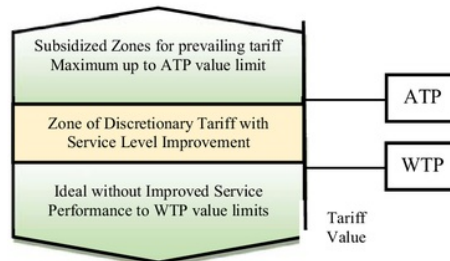 Subsidized Zones for prevailing tariff
Maximum up to ATP value limit
ATP
Zone of Discretionary Tariff with
Service Level Improvement
WTP
Ideal without Improved Service
Performance to WTP value limits
Tariff
Value